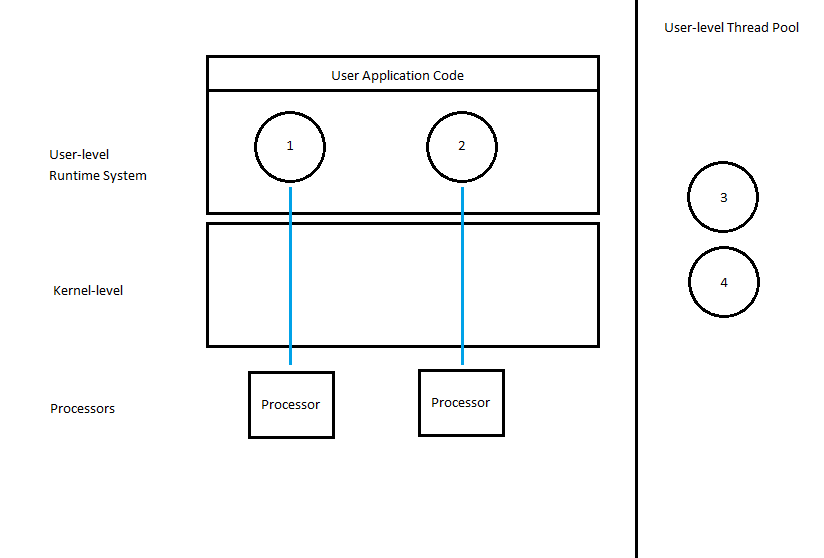 User-level Thread Pool
User Application Code
1
2
User-level
Runtime System
3
4
Kernel-level
Processors
Processor
Processor